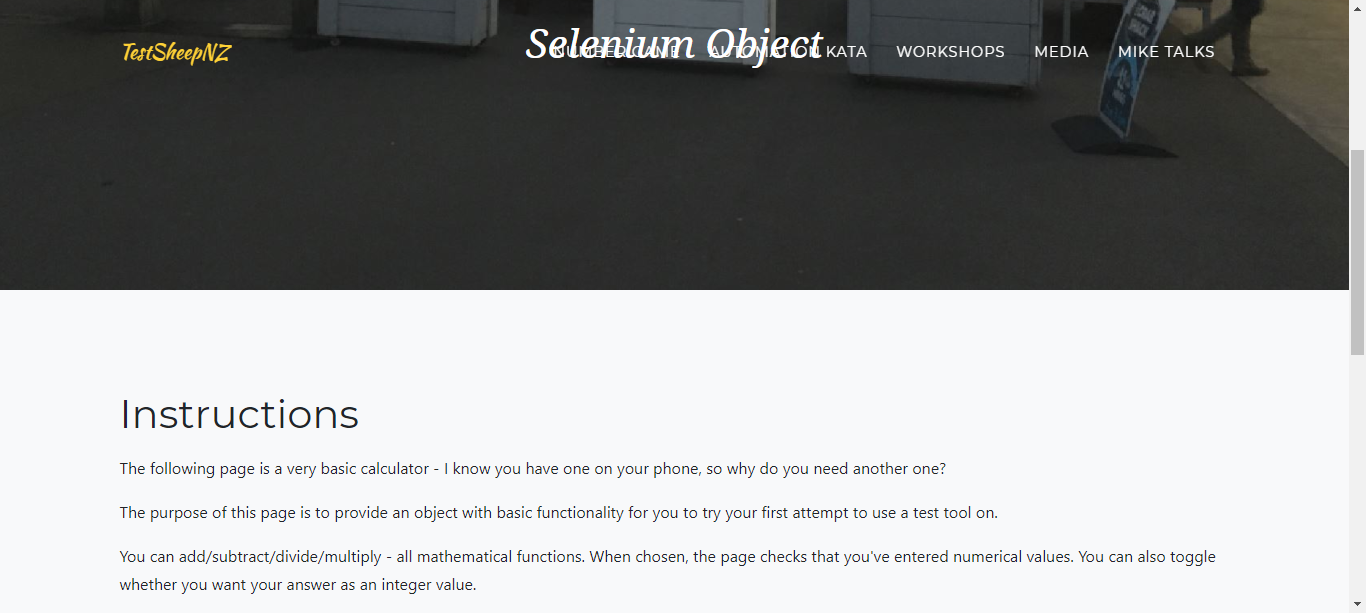 Selenium Object
TestSheepNZ
NUMBER GAME
AUTOMATION KATA
WORKSHOPS
MEDIA
MIKE TALKS
Instructions
The following page is a very basic calculator - I know you have one on your phone, so why do you need another one?
The purpose of this page is to provide an object with basic functionality for you to try your first attempt to use a test tool on.
You can add/subtract/divide/multiply - all mathematical functions. When chosen, the page checks that you've entered numerical values. You can also toggle
whether you want your answer as an integer value.